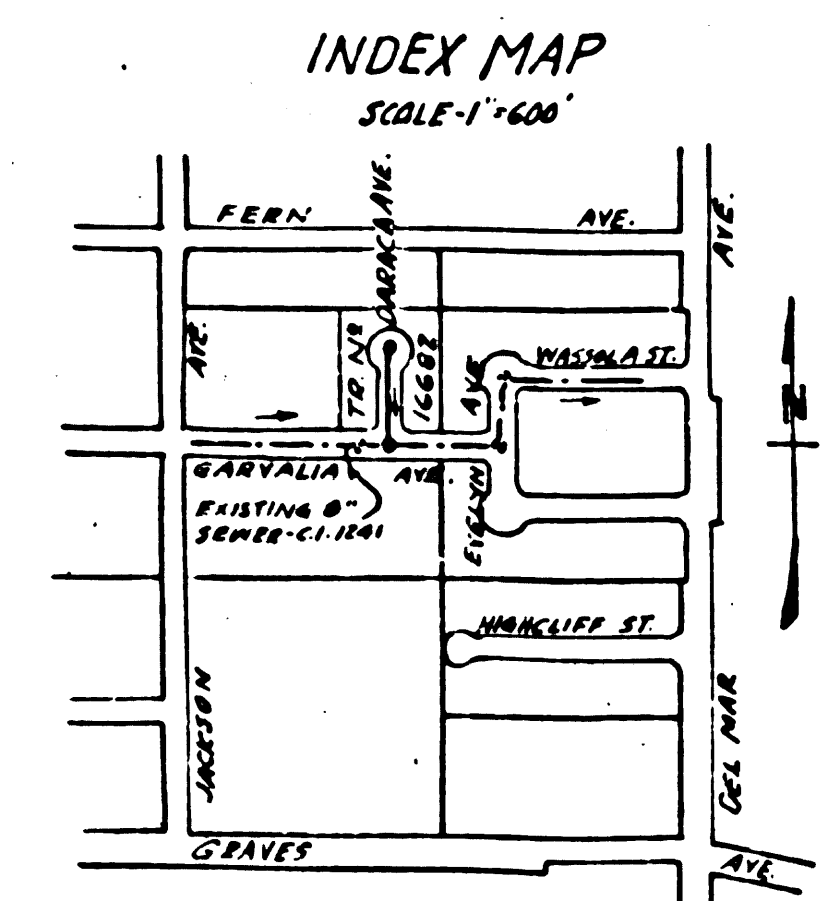 INDEX MAP
SCALE-1"=600'
FERN AVE.
DARACA AVE.
AVE.
AVE.
TR. Nº 16682
AVE
WASSOLA ST.
GARVALIA AVE.
EXISTING 8"
SEWER-C.I. 1241
EVELYN
N
HIGHCLIFF ST.
JACKSON
DEL MAR
GRAVES AVE.